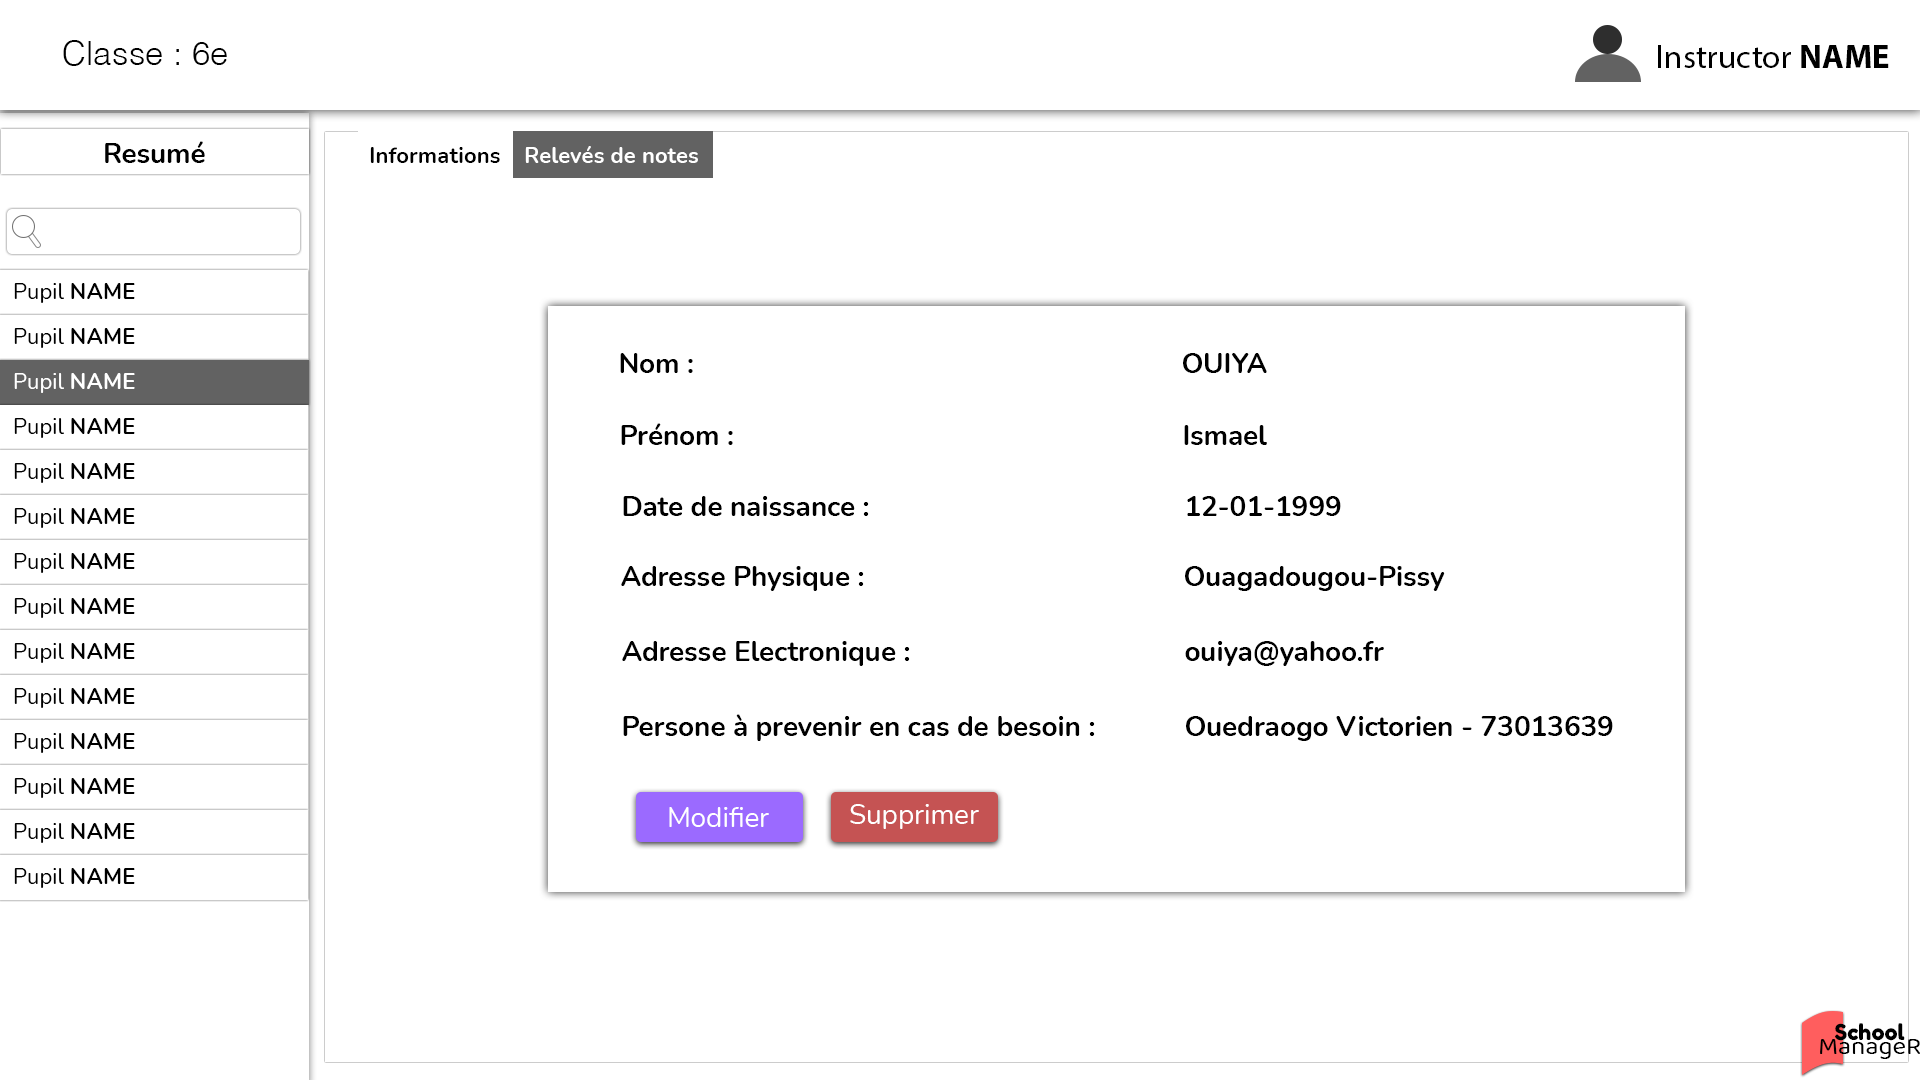 Classe : 6e
Instructor NAME
Resumé
Informations
Relevés de notes
Pupil NAME
Pupil NAME
Pupil NAME
Pupil NAME
Pupil NAME
Pupil NAME
Pupil NAME
Pupil NAME
Pupil NAME
Pupil NAME
Pupil NAME
Pupil NAME
Pupil NAME
Pupil NAME
Nom : OUIYA
Prénom : Ismael
Date de naissance : 12-01-1999
Adresse Physique : Ouagadougou-Pissy
Adresse Electronique : ouiya@yahoo.fr
Persone à prevenir en cas de besoin : Ouedraogo Victorien - 73013639
Modifier
Supprimer
School
ManageR